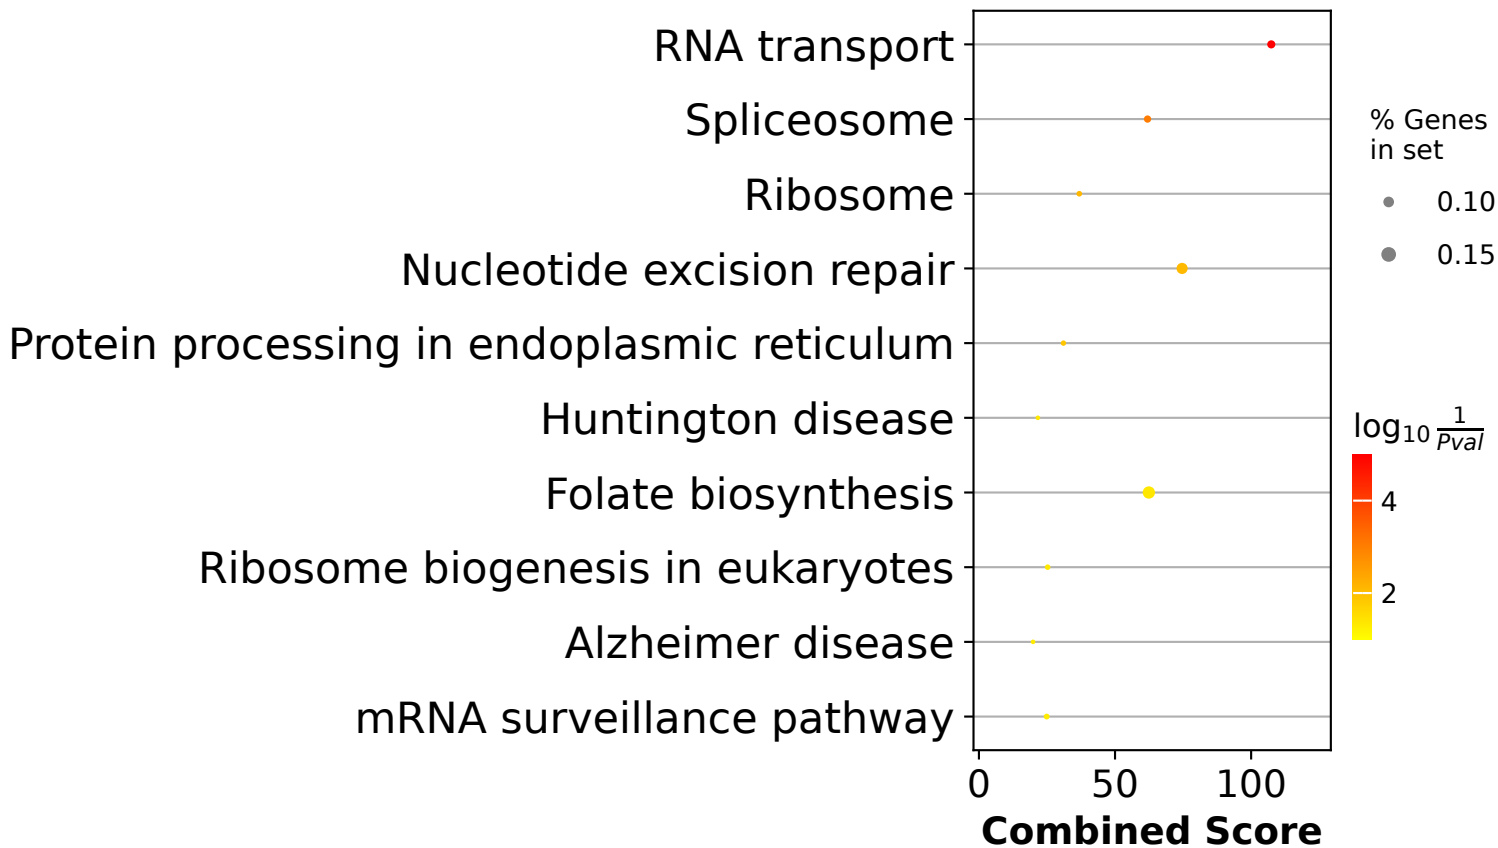 RNA transport
Spliceosome
Ribosome
Nucleotide excision repair
Protein processing in endoplasmic reticulum
Huntington disease
Folate biosynthesis
Ribosome biogenesis in eukaryotes
Alzheimer disease
mRNA surveillance pathway
0 50 100
Combined Score
% Genes
in set
0.10
0.15
log₁₀ 1/Pval
4
2